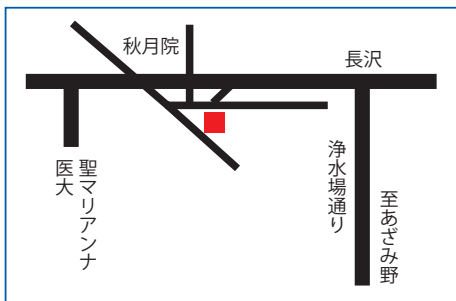 秋月院
長沢
聖マリアンナ
医大
浄水場通り
至あざみ野